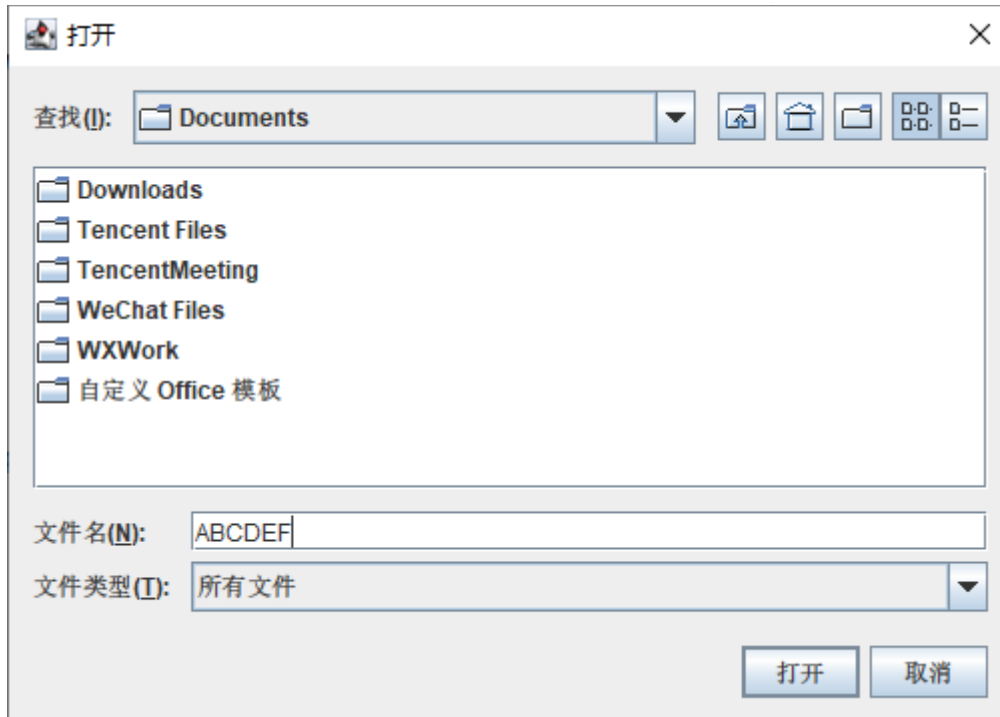 打开
查找(I): Documents
Downloads
Tencent Files
TencentMeeting
WeChat Files
WXWork
自定义 Office 模板
文件名(N): ABCDEF
文件类型(T): 所有文件
打开 取消